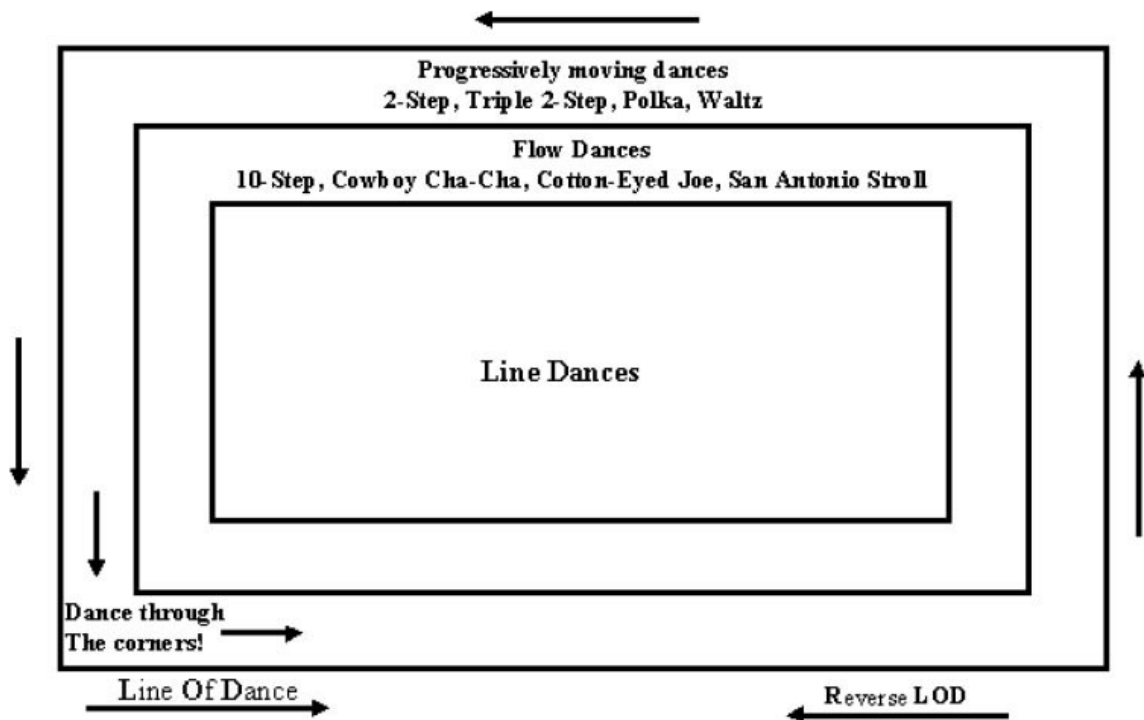 Progressively moving dances
2-Step, Triple 2-Step, Polka, Waltz
Flow Dances
10-Step, Cowboy Cha-Cha, Cotton-Eyed Joe, San Antonio Stroll
Line Dances
Dance through
The corners!
Line Of Dance
Reverse LOD